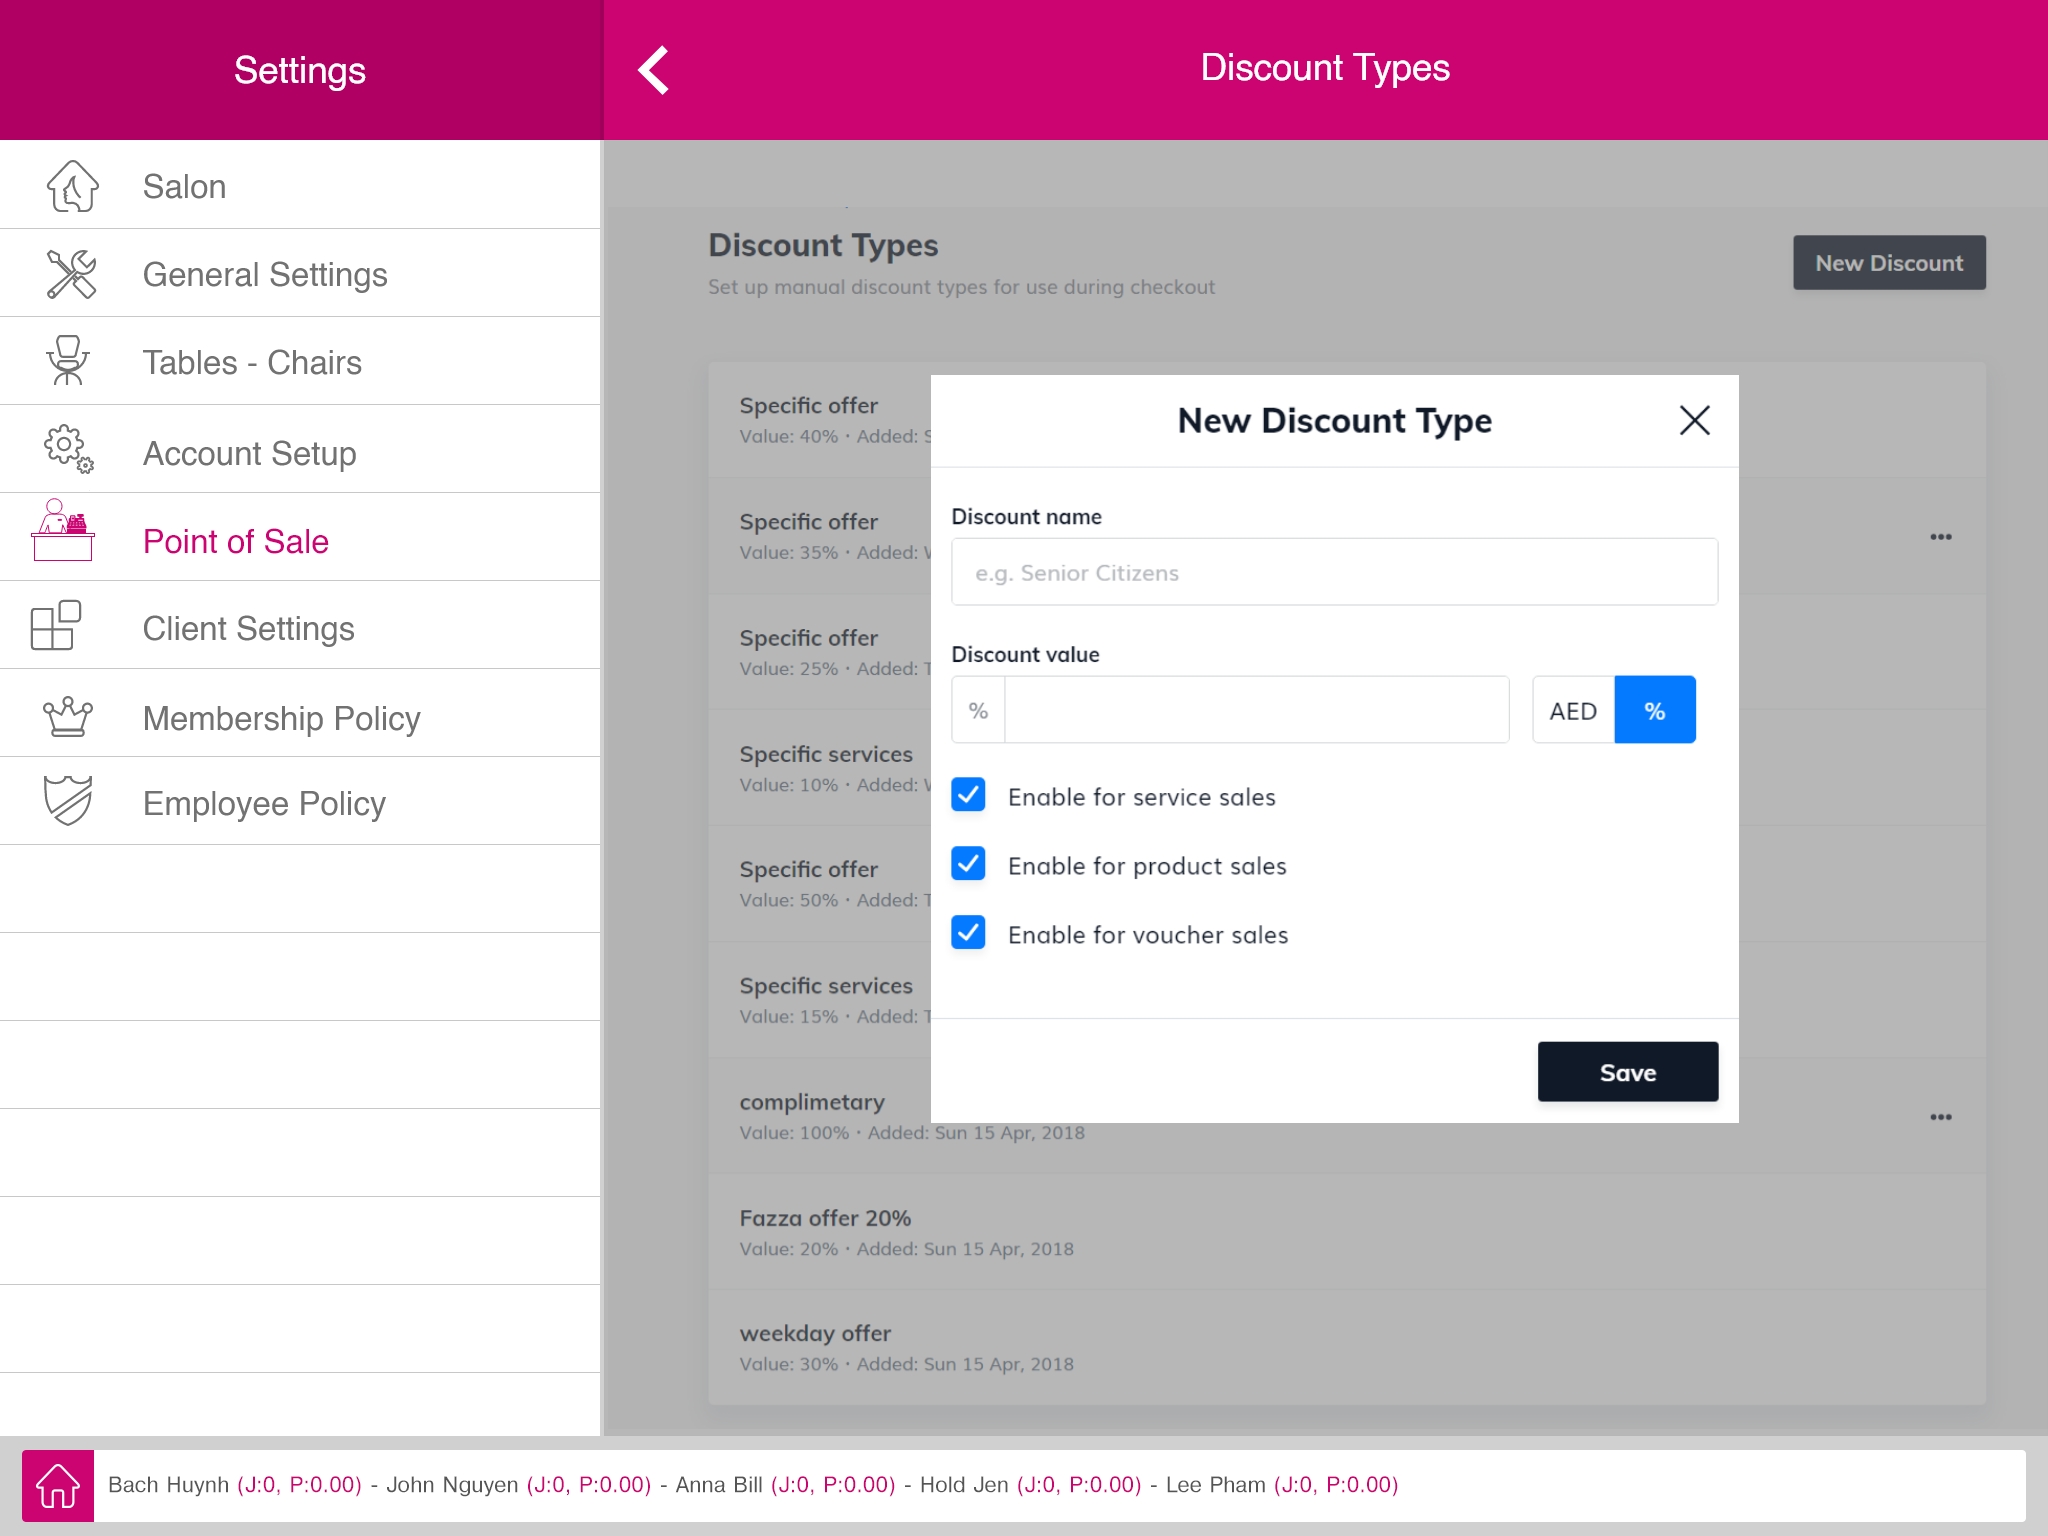 Settings
Discount Types
Salon
General Settings
Tables - Chairs
Account Setup
Point of Sale
Client Settings
Membership Policy
Employee Policy
Discount Types
Set up manual discount types for use during checkout
New Discount
Specific offer
Value: 40% · Added:
Specific offer
Value: 35% · Added:
•••
Specific offer
Value: 25% · Added:
Specific services
Value: 10% · Added:
Specific offer
Value: 50% · Added:
Specific services
Value: 15% · Added:
complimetary
Value: 100% · Added: Sun 15 Apr, 2018
•••
Fazza offer 20%
Value: 20% · Added: Sun 15 Apr, 2018
weekday offer
Value: 30% · Added: Sun 15 Apr, 2018
New Discount Type
Discount name
e.g. Senior Citizens
Discount value
%
AED %
Enable for service sales
Enable for product sales
Enable for voucher sales
Save
Bach Huynh (J:0, P:0.00) - John Nguyen (J:0, P:0.00) - Anna Bill (J:0, P:0.00) - Hold Jen (J:0, P:0.00) - Lee Pham (J:0, P:0.00)